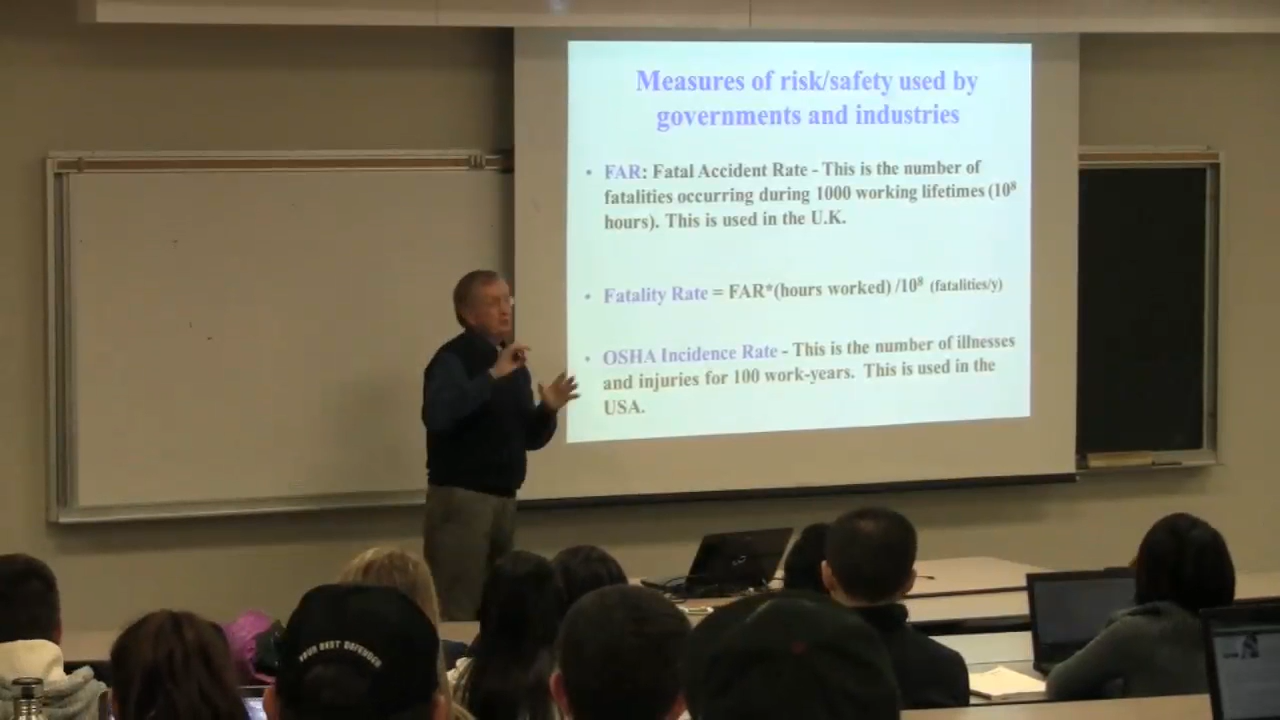 Measures of risk/safety used by
governments and industries
• FAR: Fatal Accident Rate - This is the number of
fatalities occurring during 1000 working lifetimes (10⁸
hours). This is used in the U.K.
• Fatality Rate = FAR*(hours worked) /10⁸ (fatalities/y)
• OSHA Incidence Rate - This is the number of illnesses
and injuries for 100 work-years. This is used in the
USA.
YOUR BEST DEFENDER